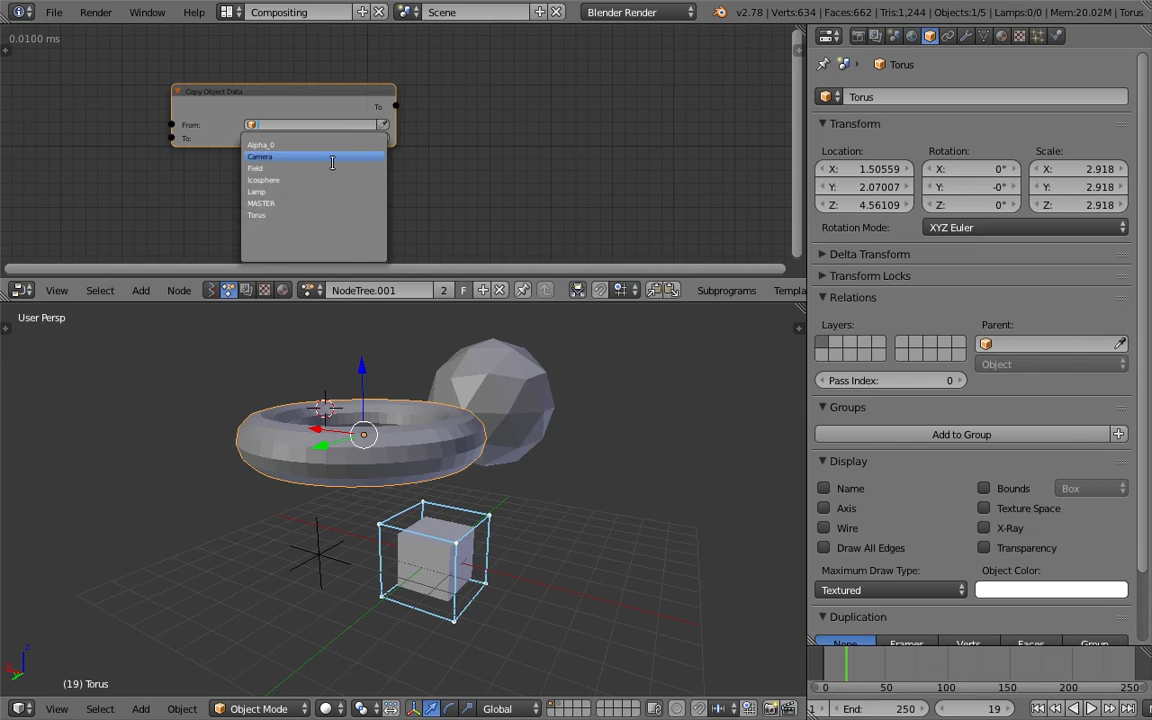 File Render Window Help Compositing Scene Blender Render v2.78 | Verts:634 | Faces:662 | Tris:1,244 | Objects:1/5 | Lamps:0/0 | Mem:20.02M | Torus
0.0100 ms
Copy Object Data
To
From:
To:
Alpha_0
Camera
Field
Icosphere
Lamp
MASTER
Torus
View Select Add Node NodeTree.001 2 F Subprograms Templa
User Persp
(19) Torus
View Select Add Object Object Mode Global
Torus
Torus
Transform
Location: Rotation: Scale:
X: 1.50559 X: 0° X: 2.918
Y: 2.07007 Y: -0° Y: 2.918
Z: 4.56109 Z: 0° Z: 2.918
Rotation Mode: XYZ Euler
Delta Transform
Transform Locks
Relations
Layers: Parent:
Object
Pass Index: 0
Groups
Add to Group
Display
Name Bounds Box
Axis Texture Space
Wire X-Ray
Draw All Edges Transparency
Maximum Draw Type: Object Color:
Textured
Duplication
None Frames Verts Faces Group
0 50 100 150 200 250
1 End: 250 19